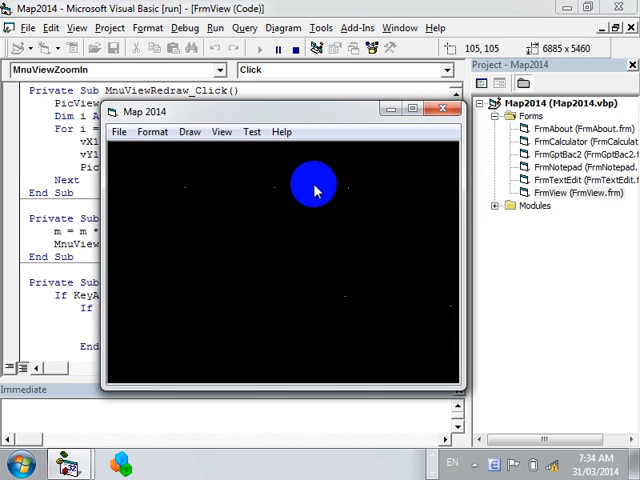 Map2014 - Microsoft Visual Basic [run] - [FrmView (Code)]
File Edit View Project Format Debug Run Query Diagram Tools Add-Ins Window Help
105, 105
6885 x 5460
MnuViewZoomIn
Click
Private Sub MnuViewRedraw_Click()
PicView
Dim i A
For i =
vX1
vY1
Pic
Next
End Sub
Private Sub M
m = m *
MnuView
End Sub
Private Sub
If KeyA
If
End
Map 2014
File Format Draw View Test Help
Project - Map2014
Map2014 (Map2014.vbp)
Forms
FrmAbout (FrmAbout.frm)
FrmCalculator (FrmCalculat
FrmGptBac2 (FrmGptBac2.f
FrmNotepad (FrmNotepad.
FrmTextEdit (FrmTextEdit.f
FrmView (FrmView.frm)
Modules
Immediate
EN
7:34 AM
31/03/2014